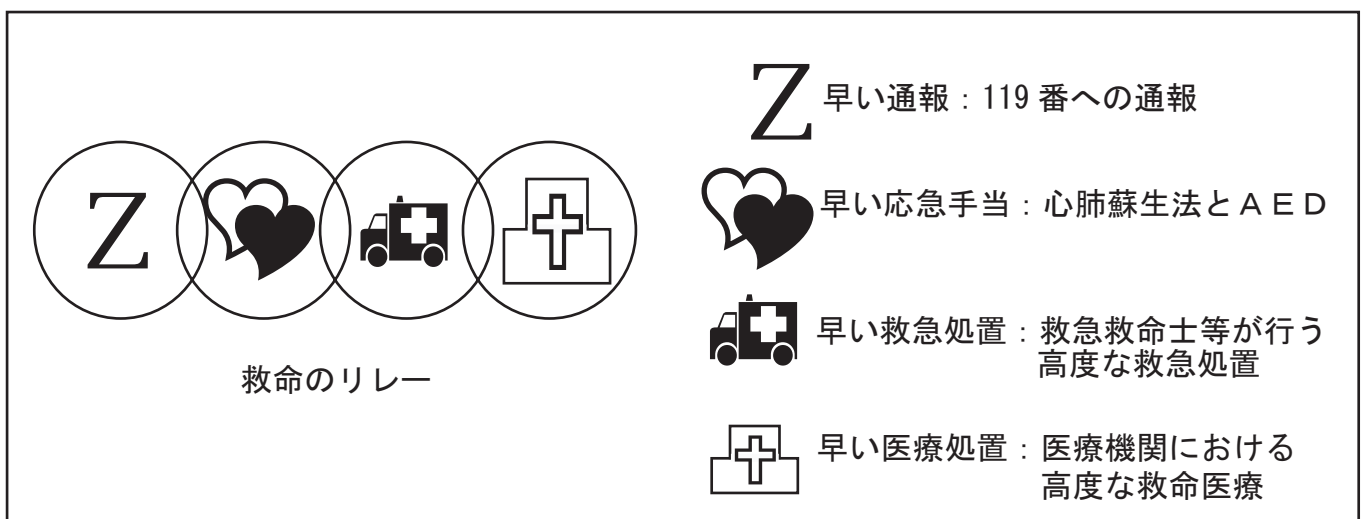 Z
救命のリレー
Z 早い通報：119 番への通報
早い応急手当：心肺蘇生法とＡＥＤ
早い救急処置：救急救命士等が行う
高度な救急処置
早い医療処置：医療機関における
高度な救命医療